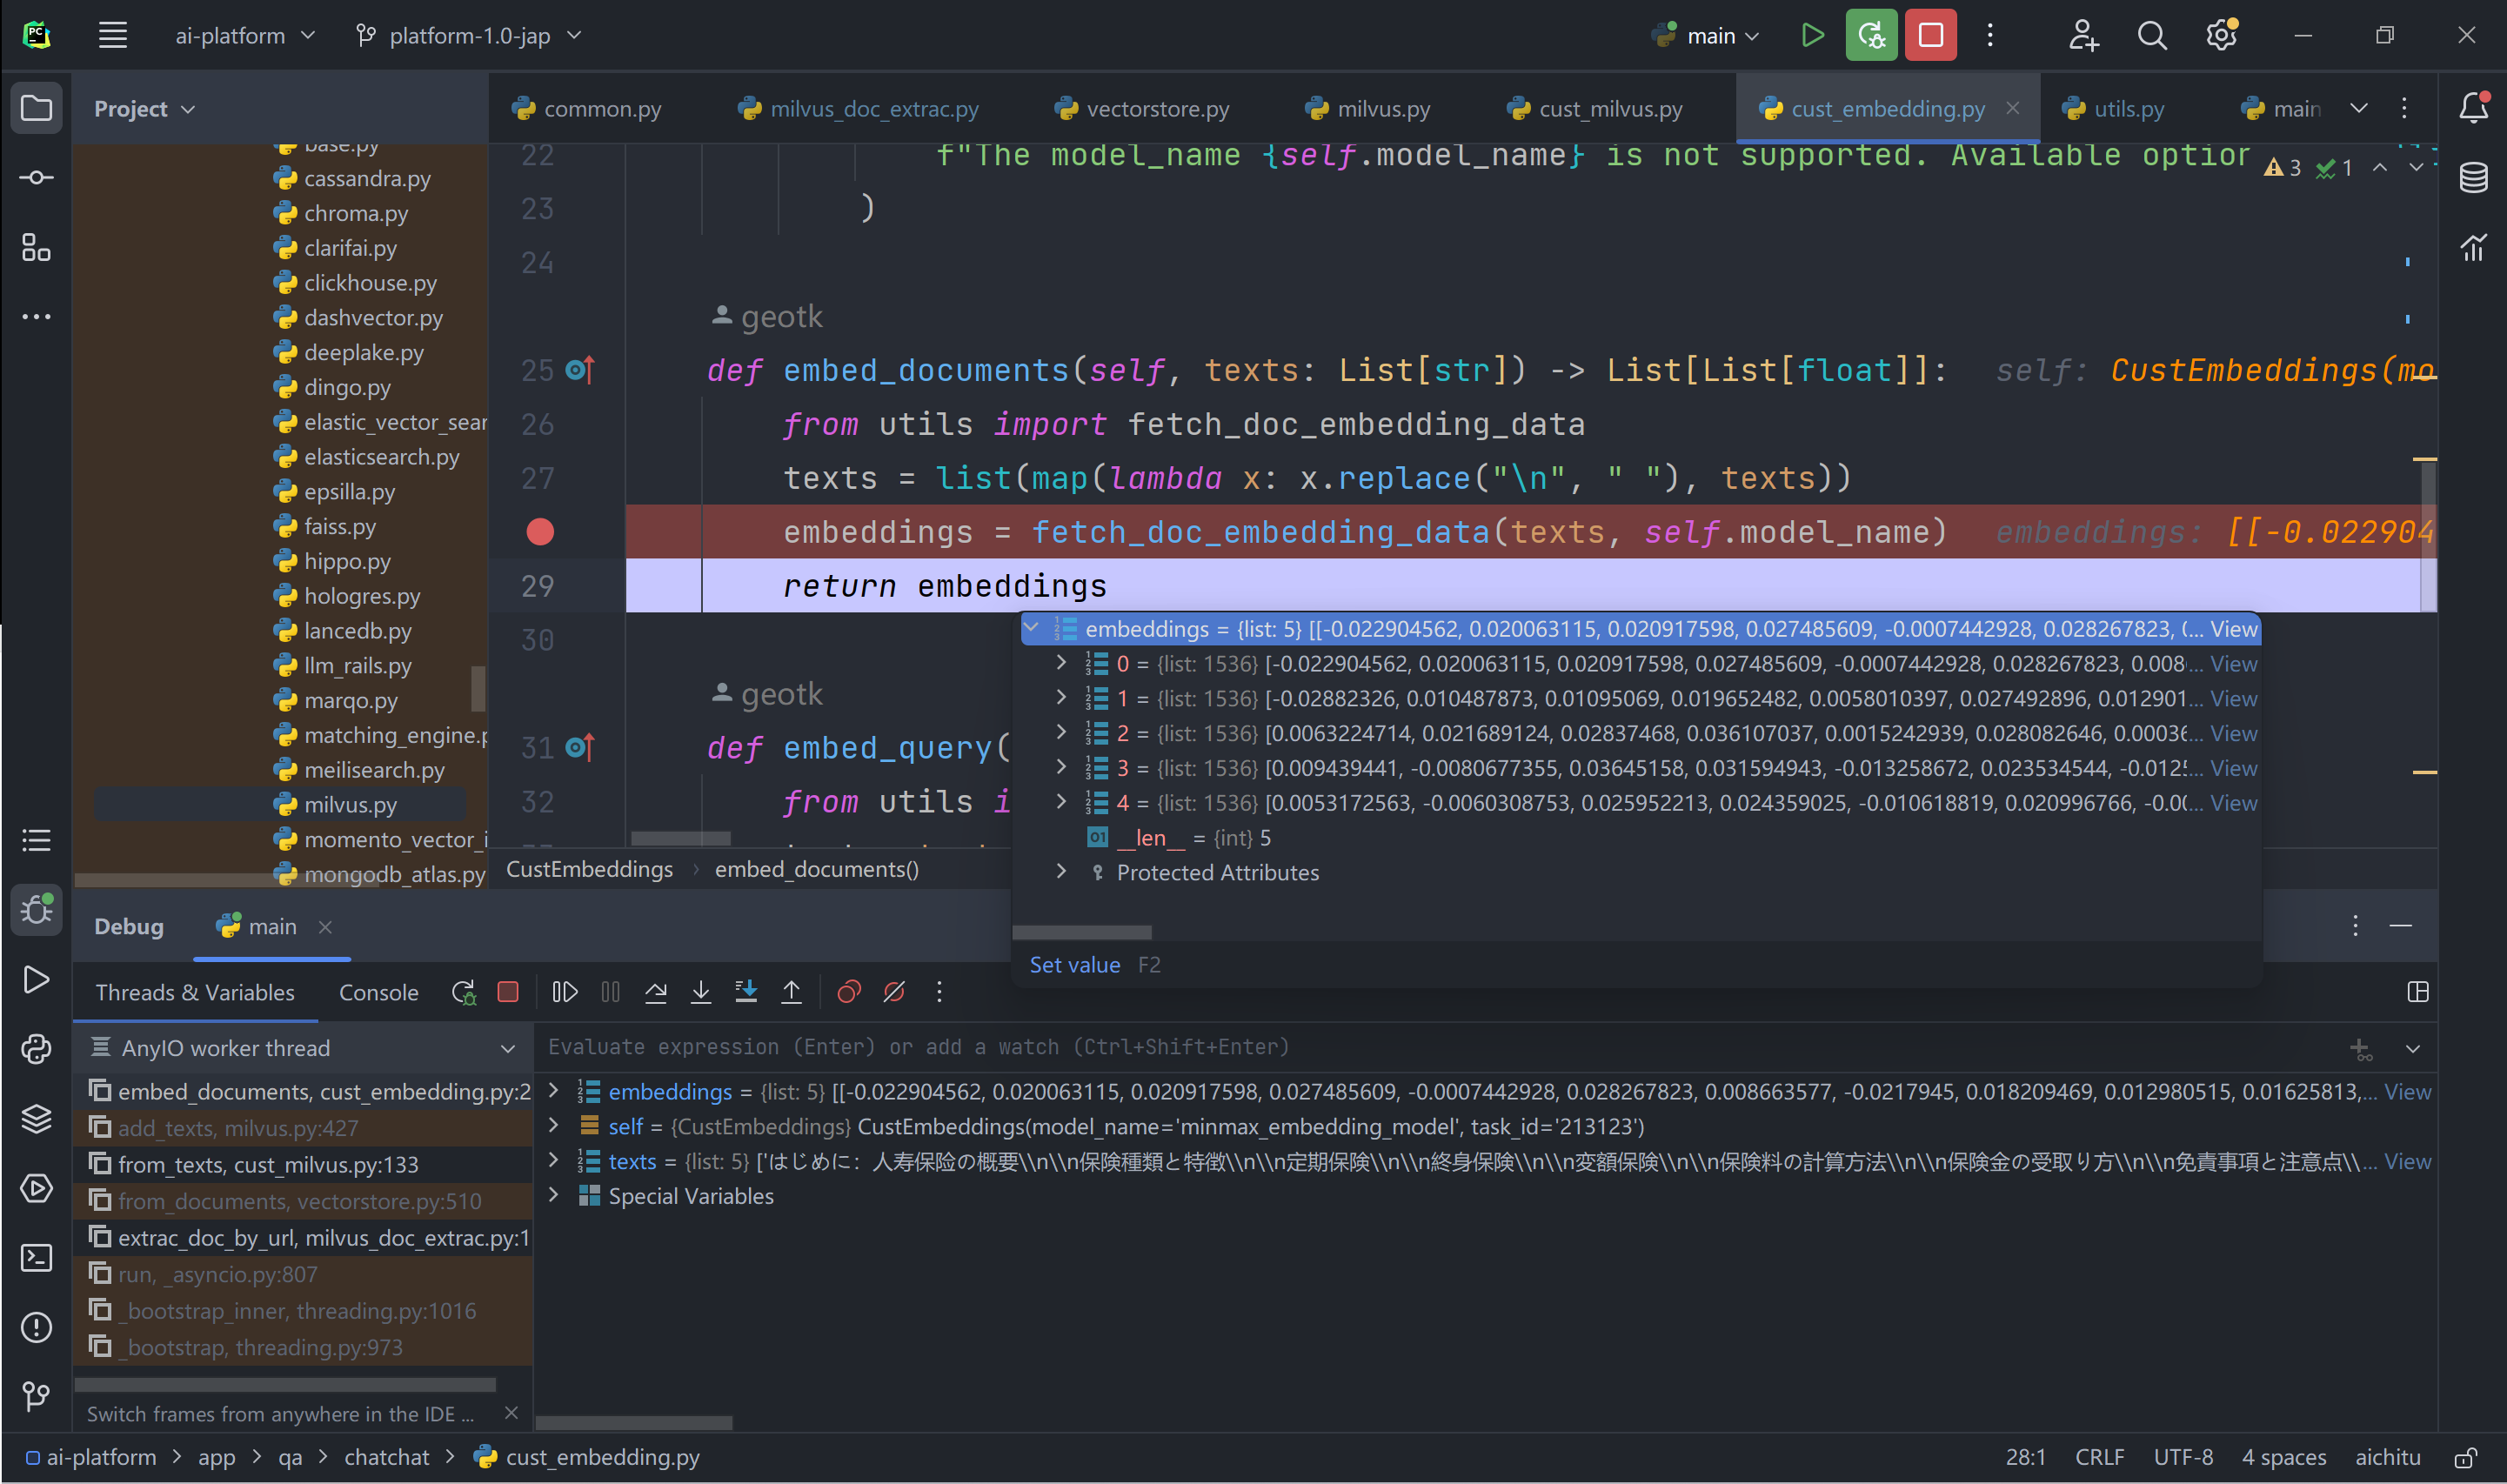 ai-platform platform-1.0-jap main
Project
common.py milvus_doc_extrac.py vectorstore.py milvus.py cust_milvus.py cust_embedding.py utils.py main
base.py
cassandra.py
chroma.py
clarifai.py
clickhouse.py
dashvector.py
deeplake.py
dingo.py
elastic_vector_sear
elasticsearch.py
epsilla.py
faiss.py
hippo.py
hologres.py
lancedb.py
llm_rails.py
marqo.py
matching_engine.p
meilisearch.py
milvus.py
momento_vector_i
mongodb_atlas.py
22 f"The model_name {self.model_name} is not supported. Available option
3 1
23 )
24
geotk
25 def embed_documents(self, texts: List[str]) -> List[List[float]]: self: CustEmbeddings(mo
26 from utils import fetch_doc_embedding_data
27 texts = list(map(lambda x: x.replace("\n", " "), texts))
embeddings = fetch_doc_embedding_data(texts, self.model_name) embeddings: [[-0.022904
29 return embeddings
30
geotk
31 def embed_query(
32 from utils i
embeddings = {list: 5} [[-0.022904562, 0.020063115, 0.020917598, 0.027485609, -0.0007442928, 0.028267823, 0... View
0 = {list: 1536} [-0.022904562, 0.020063115, 0.020917598, 0.027485609, -0.0007442928, 0.028267823, 0.008... View
1 = {list: 1536} [-0.02882326, 0.010487873, 0.01095069, 0.019652482, 0.0058010397, 0.027492896, 0.012901... View
2 = {list: 1536} [0.0063224714, 0.021689124, 0.02837468, 0.036107037, 0.0015242939, 0.028082646, 0.00036... View
3 = {list: 1536} [0.009439441, -0.0080677355, 0.03645158, 0.031594943, -0.013258672, 0.023534544, -0.0125... View
4 = {list: 1536} [0.0053172563, -0.0060308753, 0.025952213, 0.024359025, -0.010618819, 0.020996766, -0.00... View
01 __len__ = {int} 5
Protected Attributes
Set value F2
CustEmbeddings embed_documents()
Debug main
Threads & Variables Console
AnyIO worker thread
embed_documents, cust_embedding.py:2
add_texts, milvus.py:427
from_texts, cust_milvus.py:133
from_documents, vectorstore.py:510
extrac_doc_by_url, milvus_doc_extrac.py:1
run, _asyncio.py:807
_bootstrap_inner, threading.py:1016
_bootstrap, threading.py:973
Switch frames from anywhere in the IDE ...
Evaluate expression (Enter) or add a watch (Ctrl+Shift+Enter)
embeddings = {list: 5} [[-0.022904562, 0.020063115, 0.020917598, 0.027485609, -0.0007442928, 0.028267823, 0.008663577, -0.0217945, 0.018209469, 0.012980515, 0.01625813,... View
self = {CustEmbeddings} CustEmbeddings(model_name='minmax_embedding_model', task_id='213123')
texts = {list: 5} ['はじめに：人寿保险の概要\\n\\n保険種類と特徴\\n\\n定期保険\\n\\n終身保険\\n\\n変額保険\\n\\n保険料の計算方法\\n\\n保険金の受取り方\\n\\n免責事項と注意点\\... View
Special Variables
ai-platform > app > qa > chatchat > cust_embedding.py
28:1 CRLF UTF-8 4 spaces aichitu